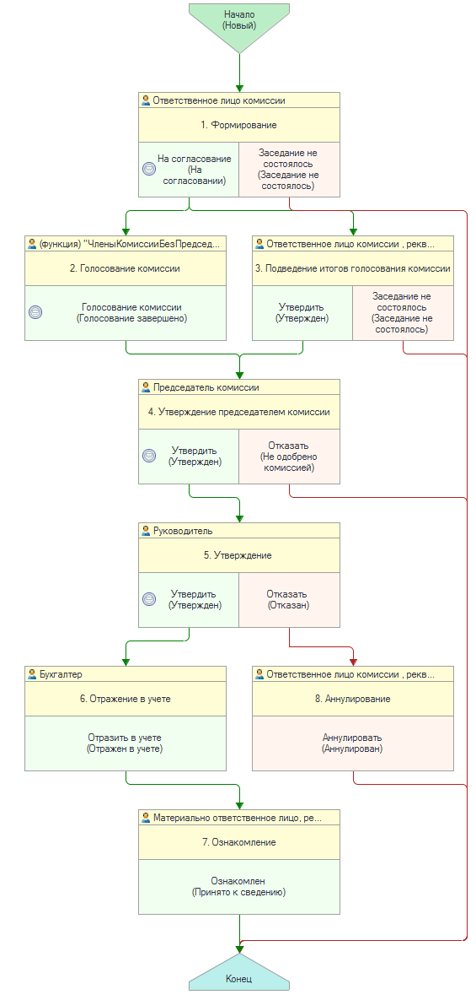 Начало
(Новый)
Ответственное лицо комиссии
1. Формирование
На согласование
(На
согласовании)
Заседание не
состоялось
(Заседание не
состоялось)
(функция) "ЧленыКомиссииБезПредсед...
2. Голосование комиссии
Голосование комиссии
(Голосование завершено)
Ответственное лицо комиссии , рекв...
3. Подведение итогов голосования комиссии
Утвердить
(Утвержден)
Заседание не
состоялось
(Заседание не
состоялось)
Председатель комиссии
4. Утверждение председателем комиссии
Утвердить
(Утвержден)
Отказать
(Не одобрено
комиссией)
Руководитель
5. Утверждение
Утвердить
(Утвержден)
Отказать
(Отказан)
Бухгалтер
6. Отражение в учете
Отразить в учете
(Отражен в учете)
Ответственное лицо комиссии , рекв...
8. Аннулирование
Аннулировать
(Аннулирован)
Материально ответственное лицо, ре...
7. Ознакомление
Ознакомлен
(Принято к сведению)
Конец